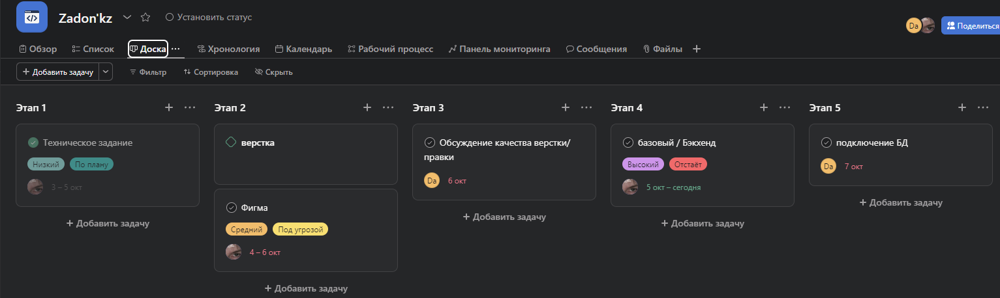 Zadon'kz
Установить статус
Da
Поделиться
Обзор
Список
Доска
Хронология
Календарь
Рабочий процесс
Панель мониторинга
Сообщения
Файлы
Добавить задачу
Фильтр
Сортировка
Скрыть
Этап 1
Техническое задание
Низкий
По плану
3 – 5 окт
+ Добавить задачу
Этап 2
верстка
Фигма
Средний
Под угрозой
4 – 6 окт
+ Добавить задачу
Этап 3
Обсуждение качества верстки/
правки
Da
6 окт
+ Добавить задачу
Этап 4
базовый / Бэкхенд
Высокий
Отстаёт
5 окт – сегодня
+ Добавить задачу
Этап 5
подключение БД
Da
7 окт
+ Добавить задачу